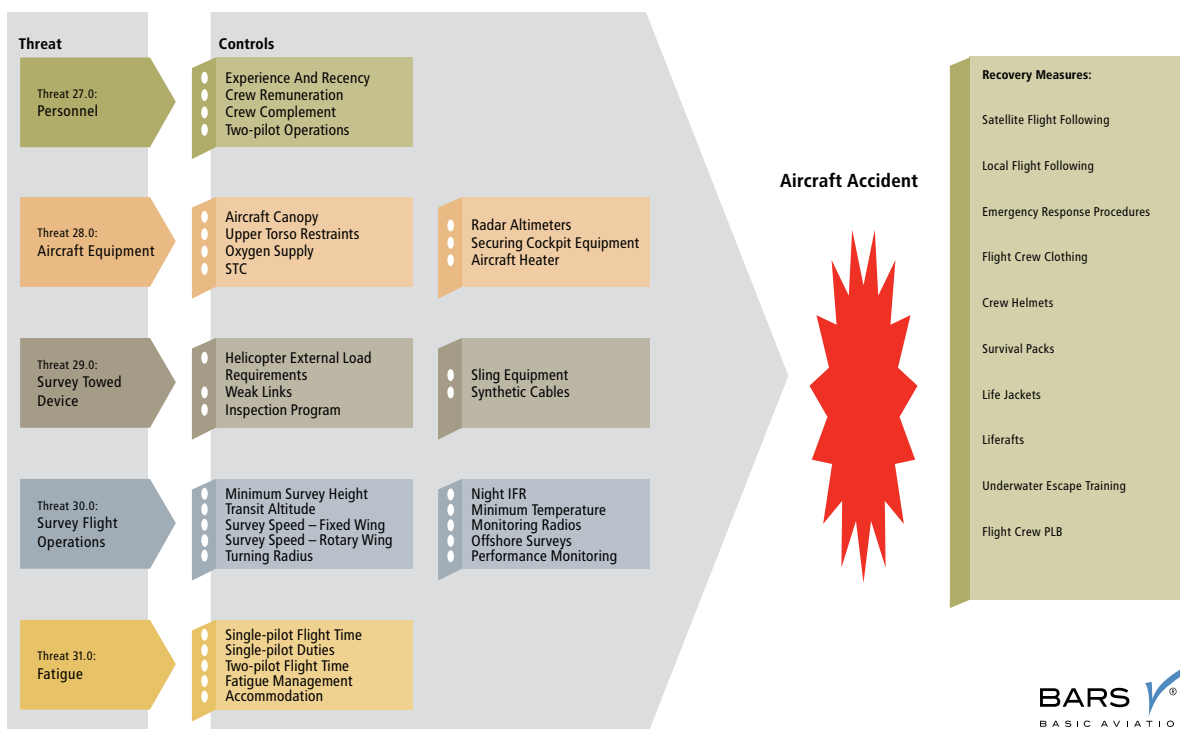 Threat
Controls
Threat 27.0:
Personnel
Experience And Recency
Crew Remuneration
Crew Complement
Two-pilot Operations
Threat 28.0:
Aircraft Equipment
Aircraft Canopy
Upper Torso Restraints
Oxygen Supply
STC
Radar Altimeters
Securing Cockpit Equipment
Aircraft Heater
Threat 29.0:
Survey Towed
Device
Helicopter External Load
Requirements
Weak Links
Inspection Program
Sling Equipment
Synthetic Cables
Threat 30.0:
Survey Flight
Operations
Minimum Survey Height
Transit Altitude
Survey Speed – Fixed Wing
Survey Speed – Rotary Wing
Turning Radius
Night IFR
Minimum Temperature
Monitoring Radios
Offshore Surveys
Performance Monitoring
Threat 31.0:
Fatigue
Single-pilot Flight Time
Single-pilot Duties
Two-pilot Flight Time
Fatigue Management
Accommodation
Aircraft Accident
Recovery Measures:
Satellite Flight Following
Local Flight Following
Emergency Response Procedures
Flight Crew Clothing
Crew Helmets
Survival Packs
Life Jackets
Liferafts
Underwater Escape Training
Flight Crew PLB
BARS ®
BASIC AVIATIO